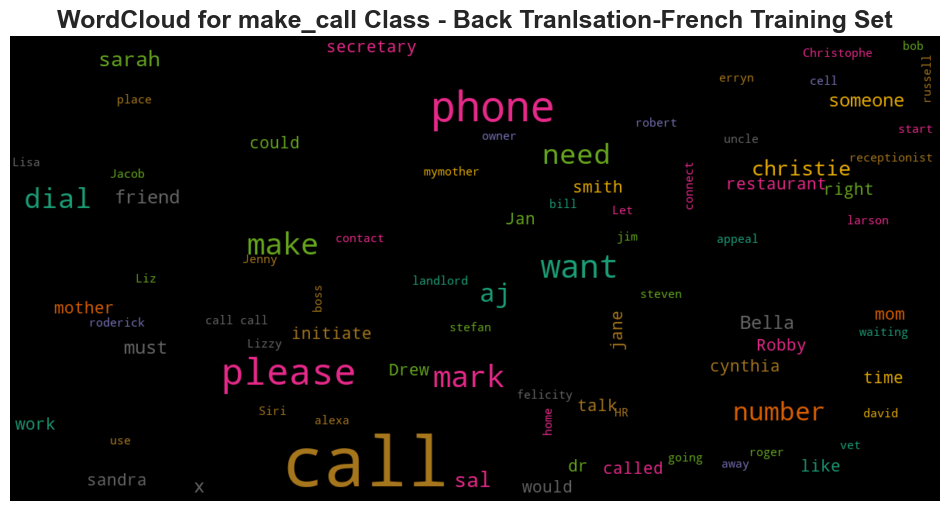 WordCloud for make_call Class - Back Tranlsation-French Training Set
secretary
bob
Christophe
sarah
russell
erryn
cell
place
someone
phone
robert
start
owner
could
uncle
need
receptionist
Lisa
christie
Jacob
mymother
connect
restaurant
smith
right
dial
friend
bill
Let
Jan
larson
make
contact
jim
appeal
Jenny
want
Liz
landlord
aj
boss
steven
mother
mom
roderick
call call
stefan
Bella
waiting
initiate
jane
must
Lizzy
Robby
cynthia
please
Drew
mark
time
felicity
talk
HR
Siri
number
david
alexa
home
work
use
vet
call
roger
going
away
dr
called
like
sandra
sal
x
would